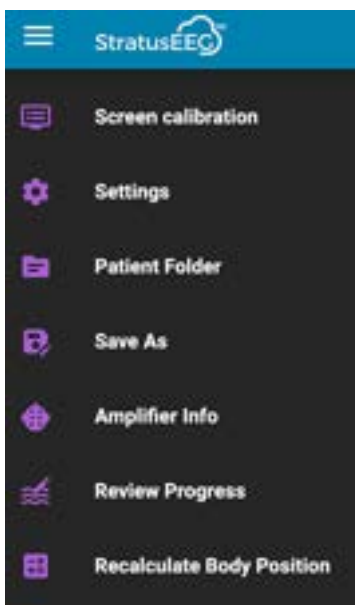 StratusEEG
Screen calibration
Settings
Patient Folder
Save As
Amplifier Info
Review Progress
Recalculate Body Position